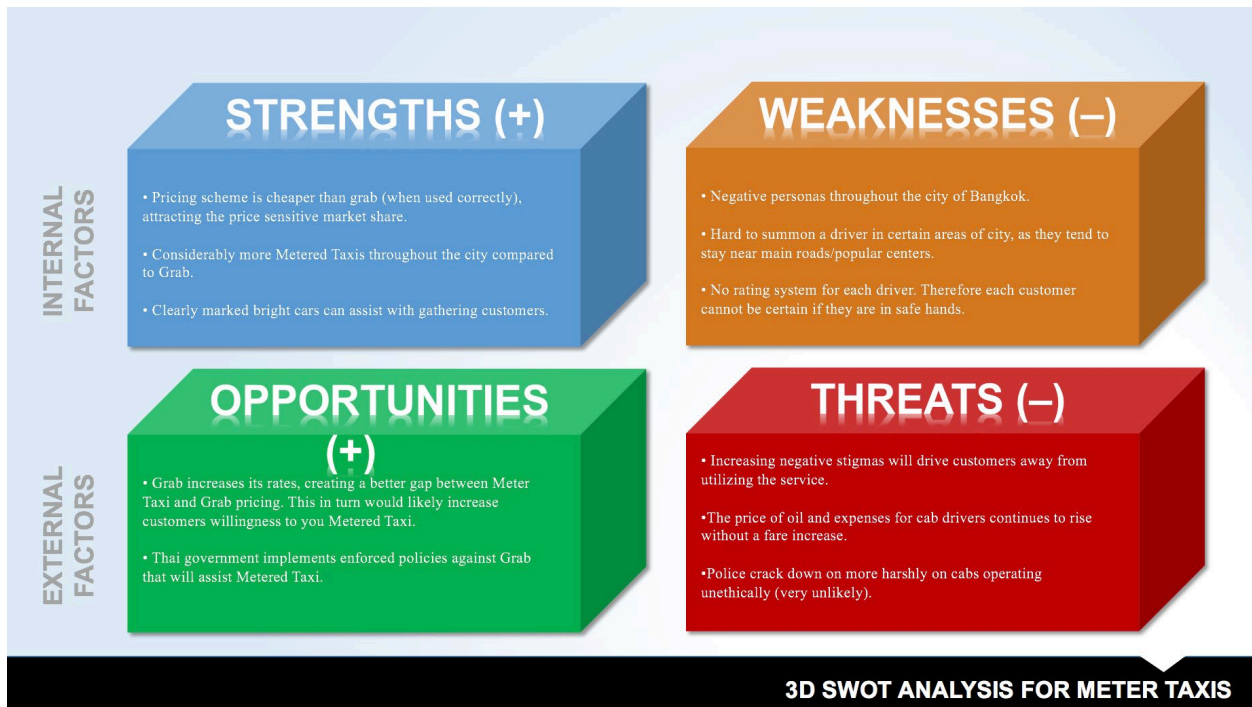 STRENGTHS (+)
• Pricing scheme is cheaper than grab (when used correctly),
attracting the price sensitive market share.
• Considerably more Metered Taxis throughout the city compared
to Grab.
• Clearly marked bright cars can assist with gathering customers.
WEAKNESSES (–)
• Negative personas throughout the city of Bangkok.
• Hard to summon a driver in certain areas of city, as they tend to
stay near main roads/popular centers.
• No rating system for each driver. Therefore each customer
cannot be certain if they are in safe hands.
INTERNAL
FACTORS
OPPORTUNITIES
(+)
• Grab increases its rates, creating a better gap between Meter
Taxi and Grab pricing. This in turn would likely increase
customers willingness to you Metered Taxi.
• Thai government implements enforced policies against Grab
that will assist Metered Taxi.
THREATS (–)
• Increasing negative stigmas will drive customers away from
utilizing the service.
•The price of oil and expenses for cab drivers continues to rise
without a fare increase.
•Police crack down on more harshly on cabs operating
unethically (very unlikely).
EXTERNAL
FACTORS
3D SWOT ANALYSIS FOR METER TAXIS